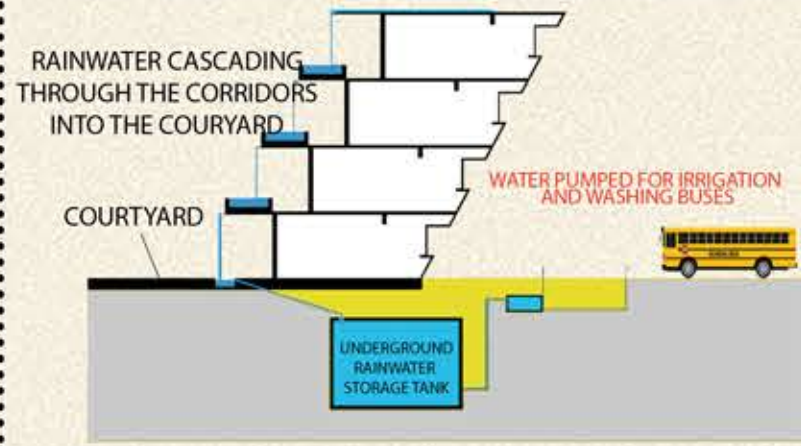 RAINWATER CASCADING
THROUGH THE CORRIDORS
INTO THE COURYARD
COURTYARD
WATER PUMPED FOR IRRIGATION
AND WASHING BUSES
UNDERGROUND
RAINWATER
STORAGE TANK